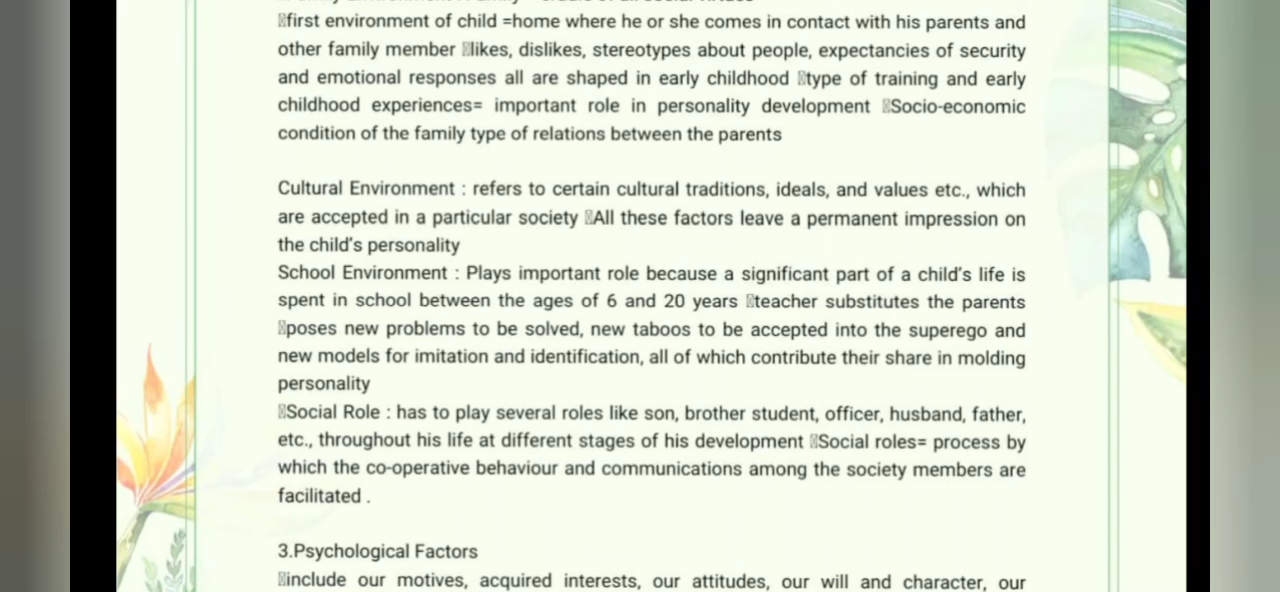 ▯first environment of child =home where he or she comes in contact with his parents and
other family member ▯likes, dislikes, stereotypes about people, expectancies of security
and emotional responses all are shaped in early childhood ▯type of training and early
childhood experiences= important role in personality development ▯Socio-economic
condition of the family type of relations between the parents
Cultural Environment : refers to certain cultural traditions, ideals, and values etc., which
are accepted in a particular society ▯All these factors leave a permanent impression on
the child's personality
School Environment : Plays important role because a significant part of a child's life is
spent in school between the ages of 6 and 20 years ▯teacher substitutes the parents
▯poses new problems to be solved, new taboos to be accepted into the superego and
new models for imitation and identification, all of which contribute their share in molding
personality
▯Social Role : has to play several roles like son, brother student, officer, husband, father,
etc., throughout his life at different stages of his development ▯Social roles= process by
which the co-operative behaviour and communications among the society members are
facilitated .
3.Psychological Factors
▯include our motives, acquired interests, our attitudes, our will and character, our